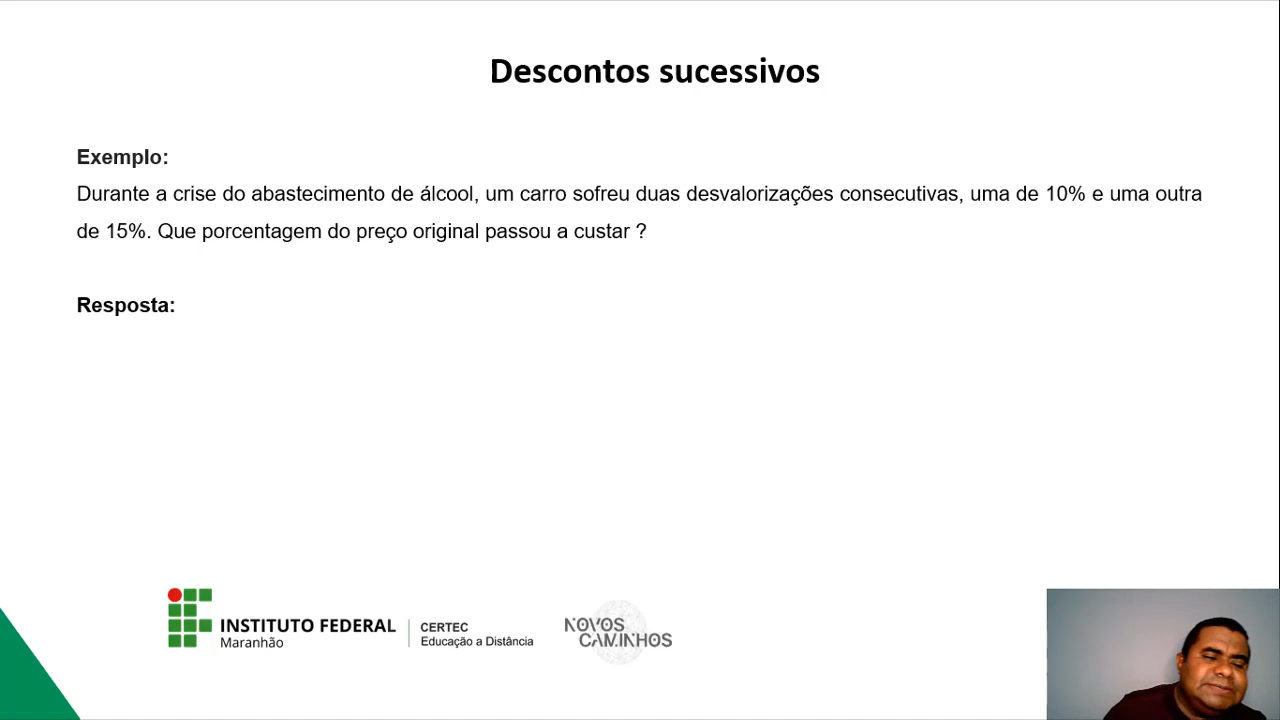 Descontos sucessivos
Exemplo:
Durante a crise do abastecimento de álcool, um carro sofreu duas desvalorizações consecutivas, uma de 10% e uma outra
de 15%. Que porcentagem do preço original passou a custar ?
Resposta:
INSTITUTO FEDERAL
Maranhão
CERTEC
Educação a Distância
NOVOS
CAMINHOS